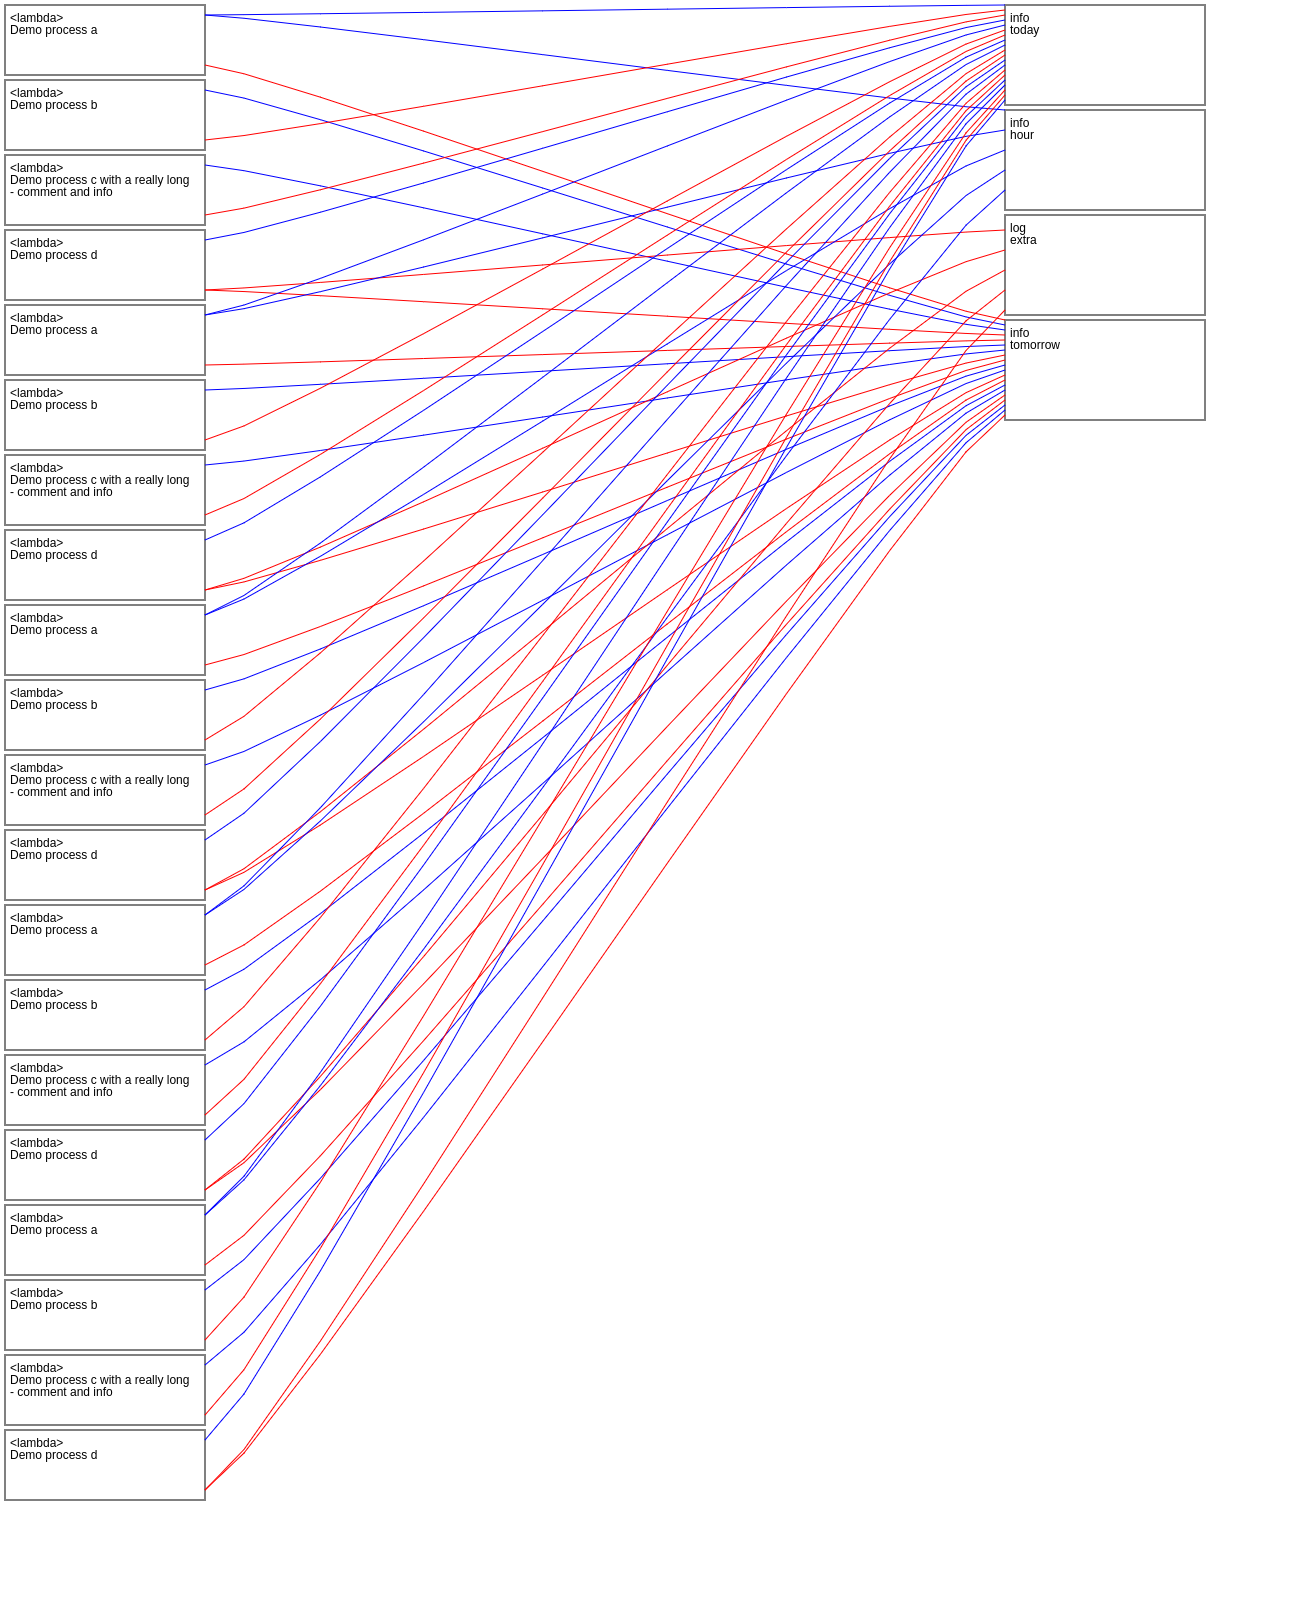 <lambda>
Demo process a
<lambda>
Demo process b
<lambda>
Demo process c with a really long
- comment and info
<lambda>
Demo process d
<lambda>
Demo process a
<lambda>
Demo process b
<lambda>
Demo process c with a really long
- comment and info
<lambda>
Demo process d
<lambda>
Demo process a
<lambda>
Demo process b
<lambda>
Demo process c with a really long
- comment and info
<lambda>
Demo process d
<lambda>
Demo process a
<lambda>
Demo process b
<lambda>
Demo process c with a really long
- comment and info
<lambda>
Demo process d
<lambda>
Demo process a
<lambda>
Demo process b
<lambda>
Demo process c with a really long
- comment and info
<lambda>
Demo process d
info
today
info
hour
log
extra
info
tomorrow